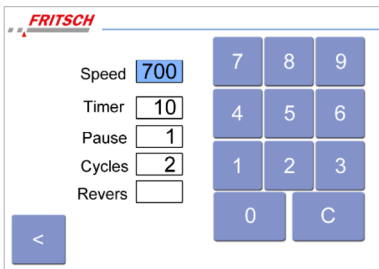 FRITSCH
Speed 700
Timer 10
Pause 1
Cycles 2
Revers
7 8 9
4 5 6
1 2 3
0 C
<